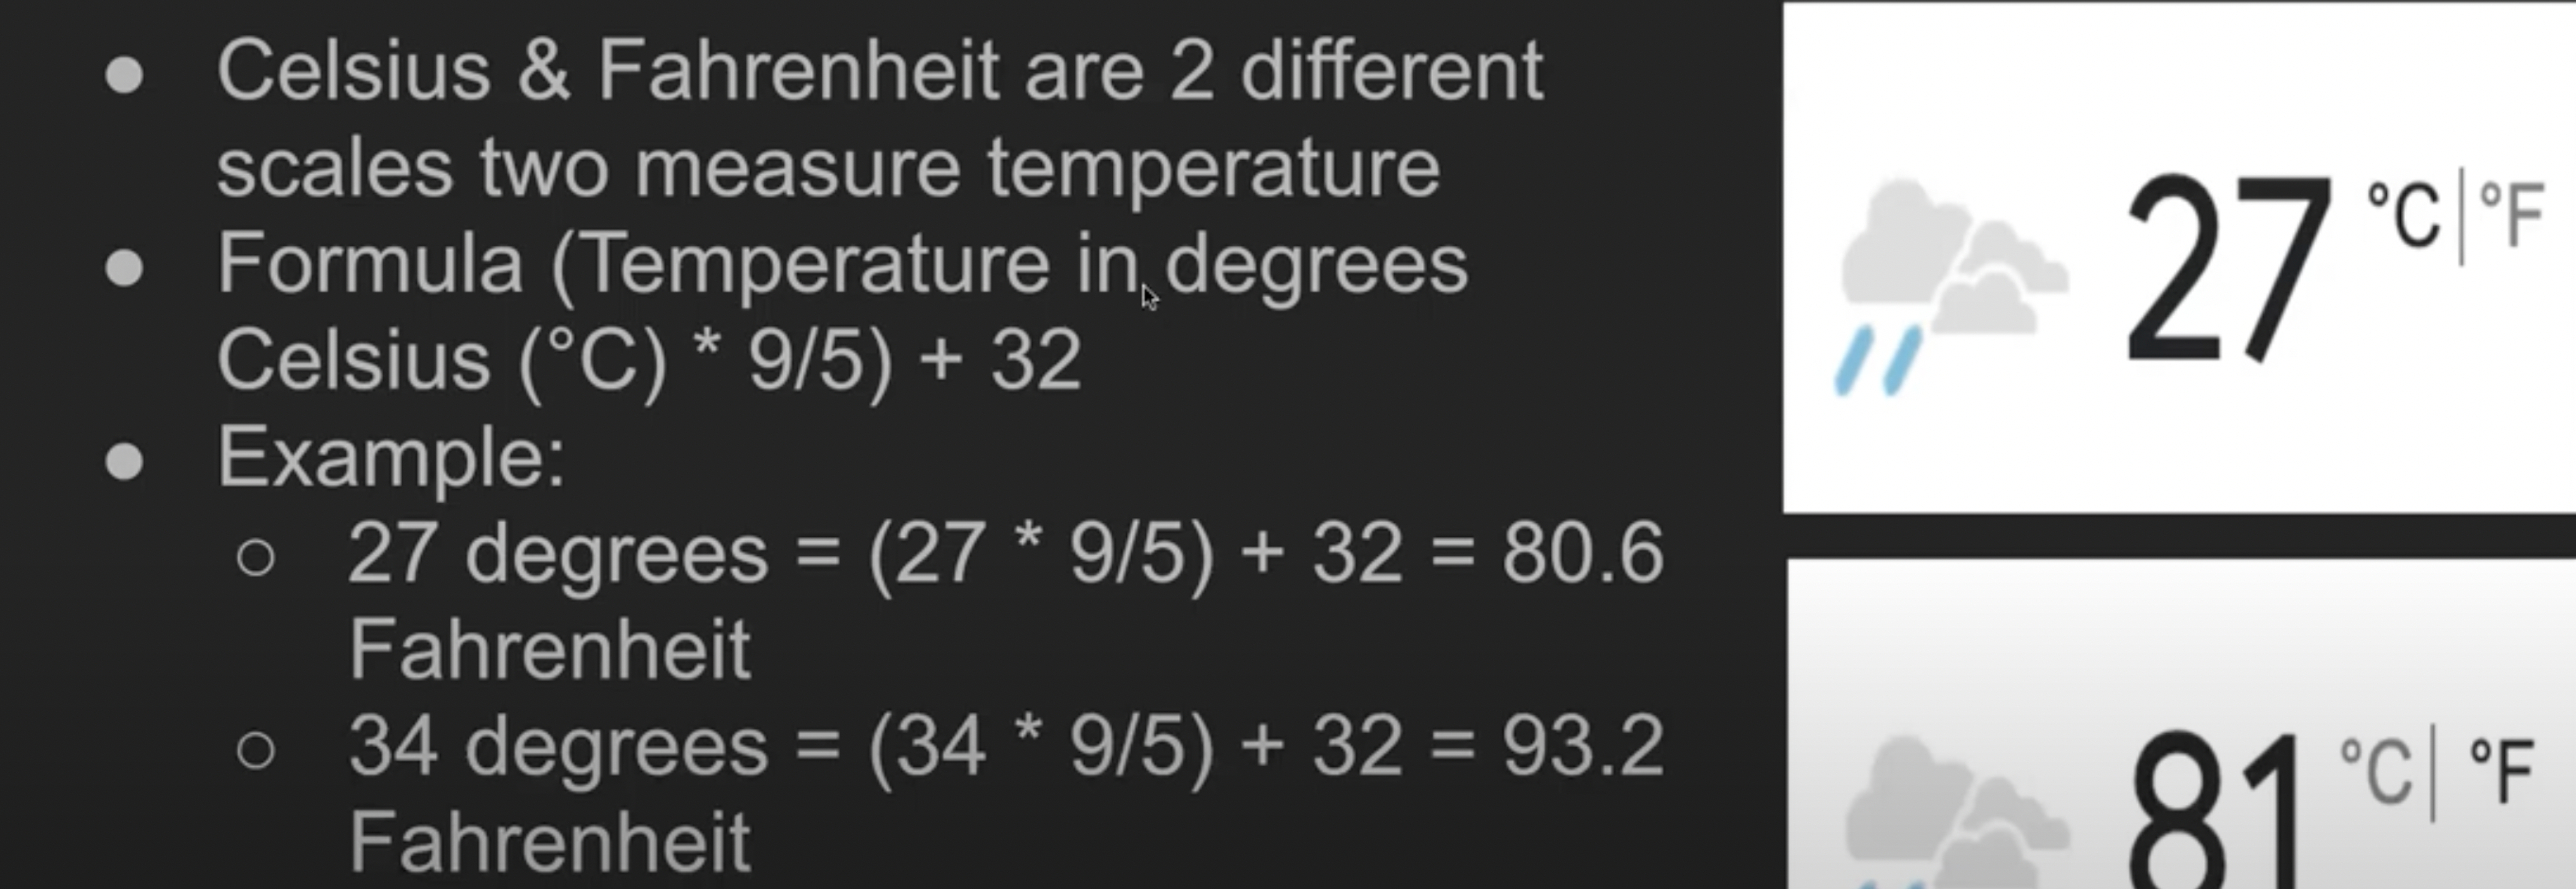 ● Celsius & Fahrenheit are 2 different
scales two measure temperature
● Formula (Temperature in degrees
Celsius (°C) * 9/5) + 32
● Example:
○ 27 degrees = (27 * 9/5) + 32 = 80.6
Fahrenheit
○ 34 degrees = (34 * 9/5) + 32 = 93.2
Fahrenheit
27 °C | °F
81 °C | °F